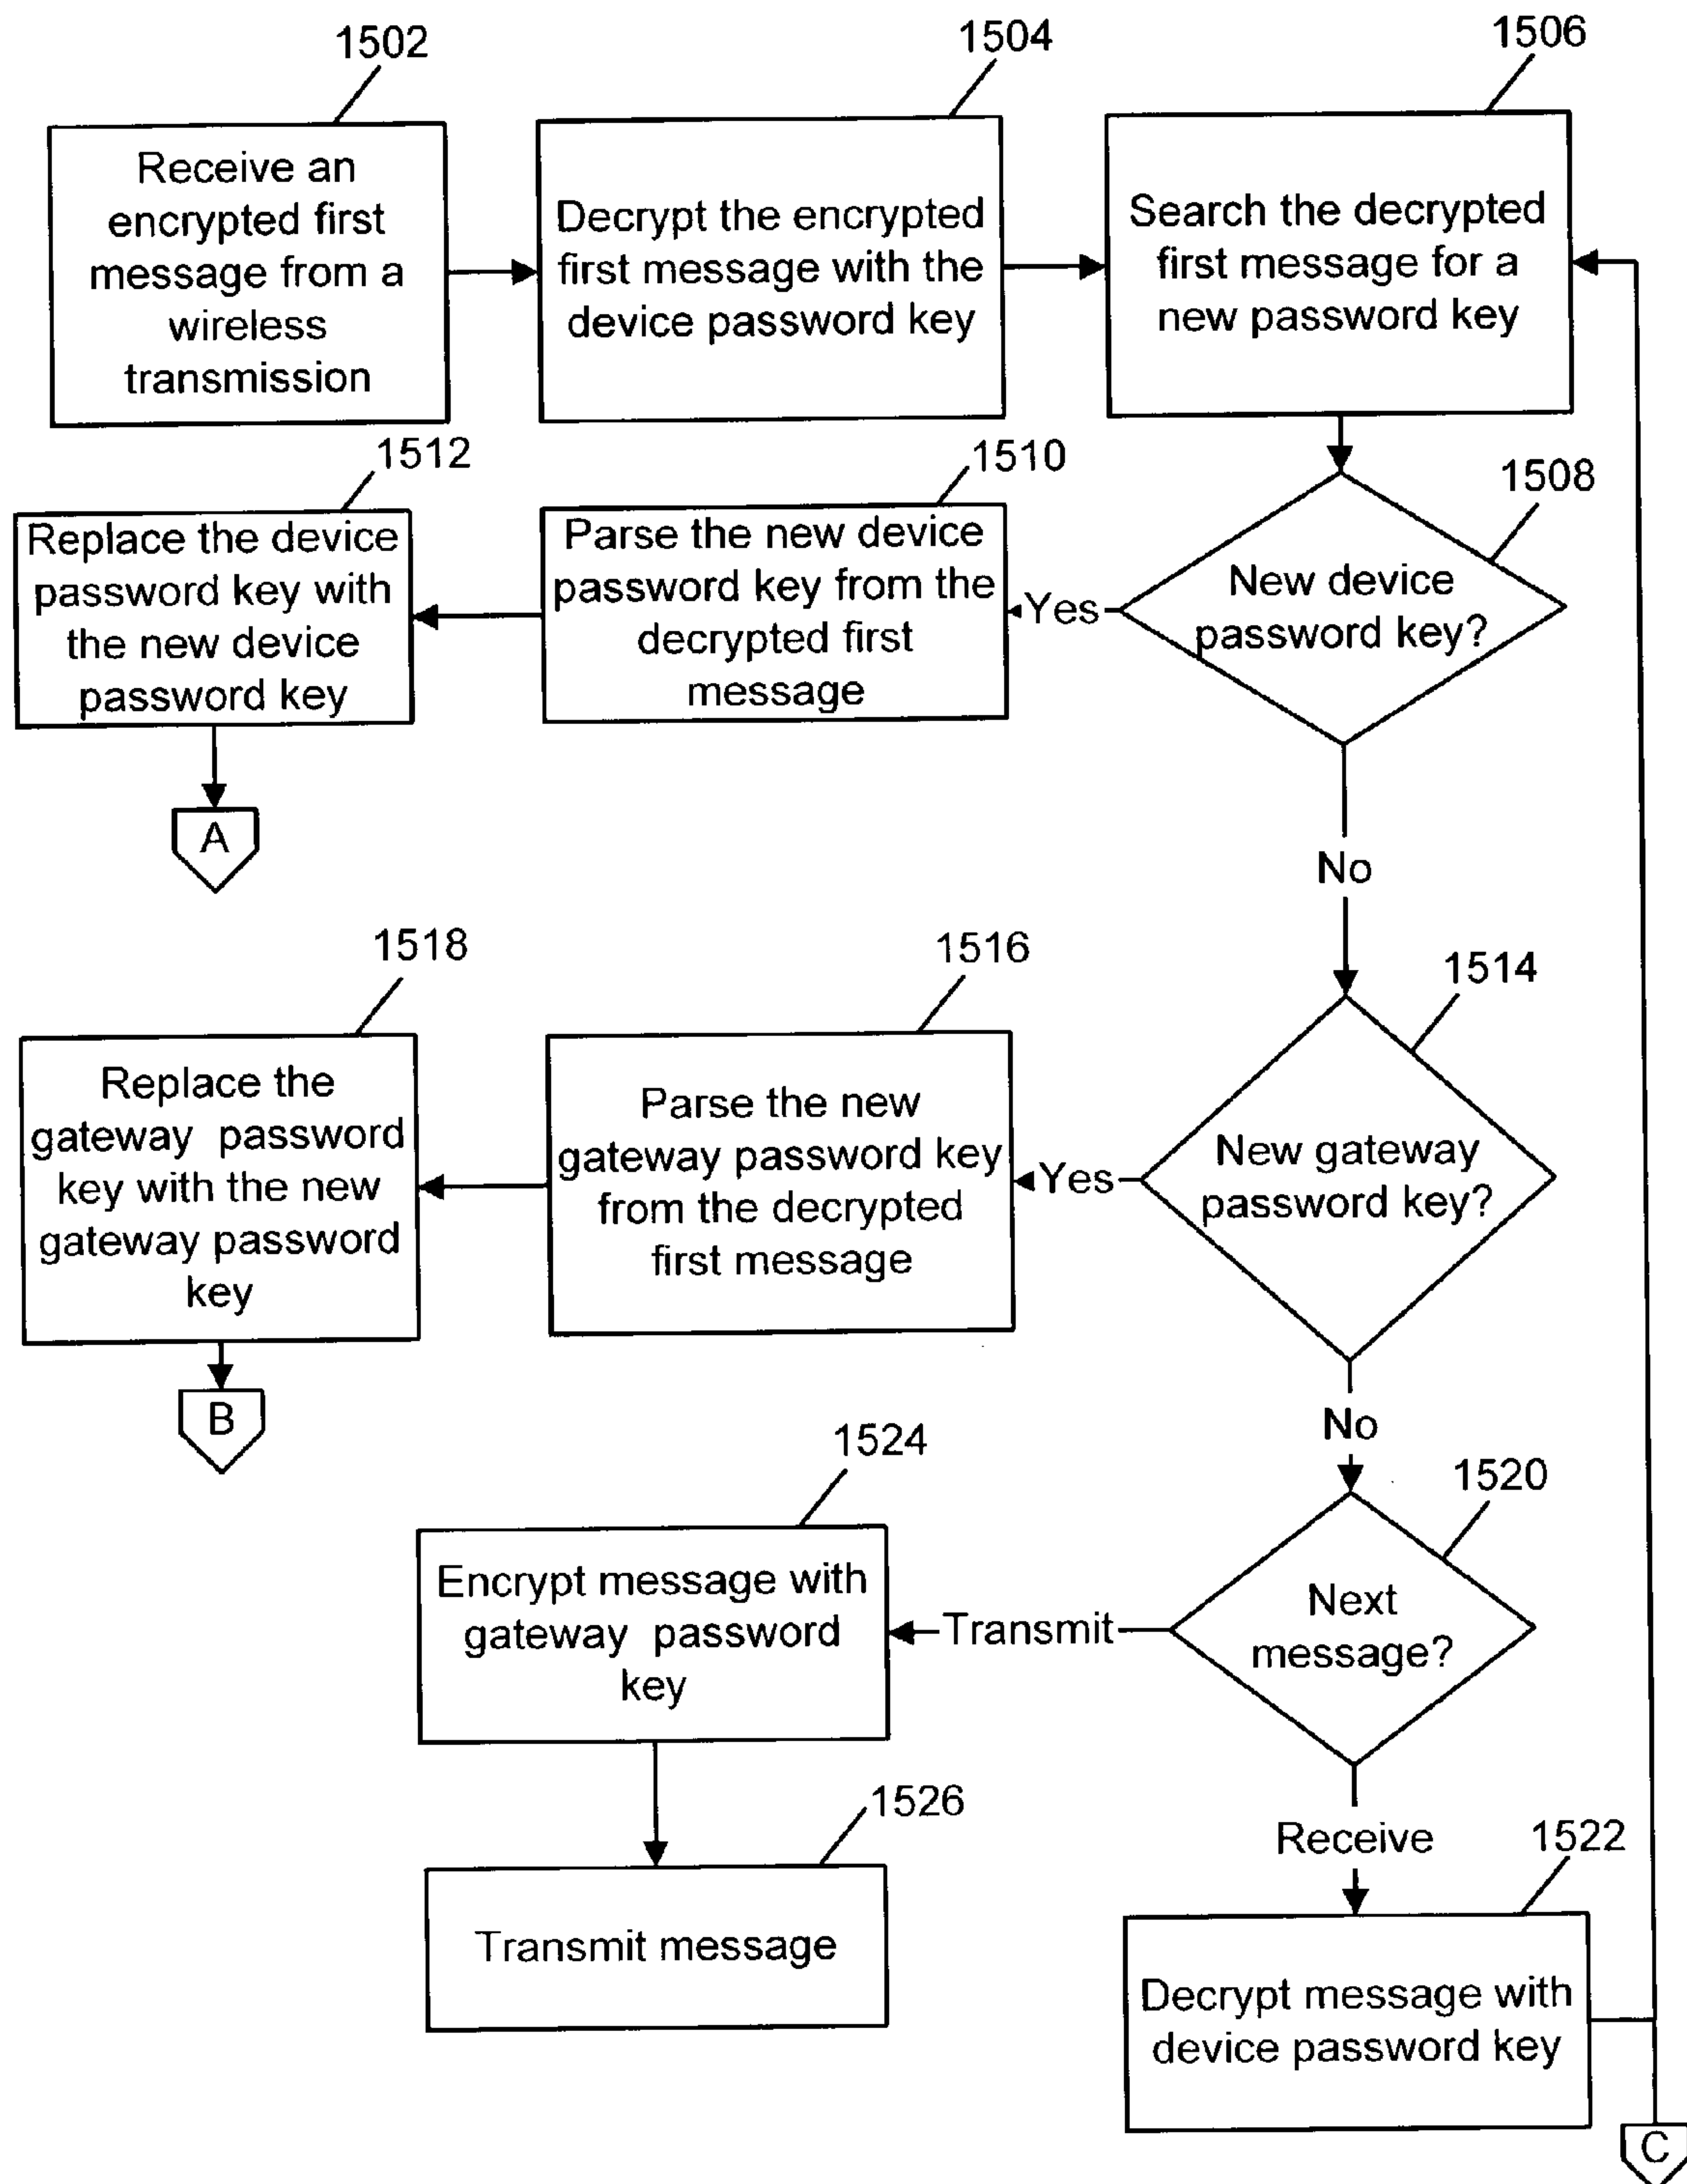 1502
1504
1506
Receive an
encrypted first
message from a
wireless
transmission
Decrypt the encrypted
first message with the
device password key
Search the decrypted
first message for a
new password key
1512
1510
1508
Replace the device
password key with
the new device
password key
Parse the new device
password key from the
decrypted first
message
Yes
New device
password key?
A
No
1518
1516
1514
Replace the
gateway password
key with the new
gateway password
key
Parse the new
gateway password key
from the decrypted
first message
Yes
New gateway
password key?
B
No
1524
1520
Encrypt message with
gateway password
key
Transmit
Next
message?
1526
Receive
1522
Transmit message
Decrypt message with
device password key
C